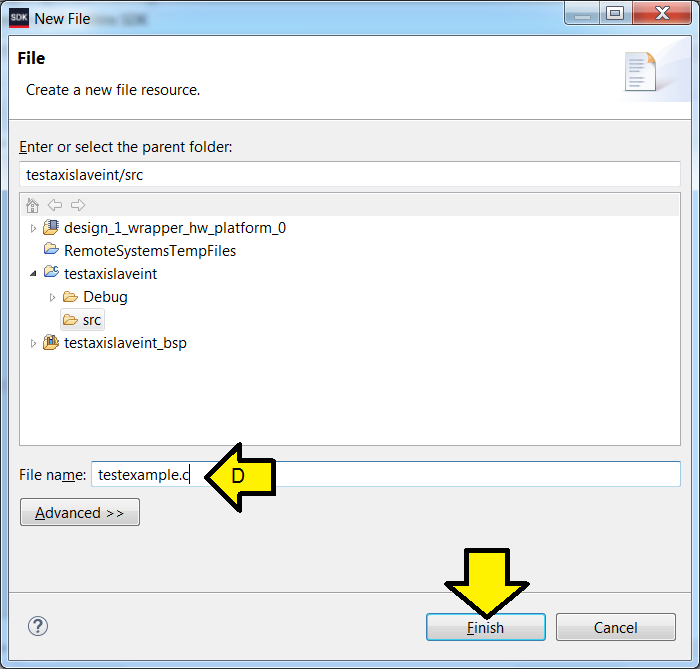 SDK New File
File
Create a new file resource.
Enter or select the parent folder:
testaxislaveint/src
design_1_wrapper_hw_platform_0
RemoteSystemsTempFiles
testaxislaveint
Debug
src
testaxislaveint_bsp
File name: testexample.c D
Advanced >>
? Finish Cancel